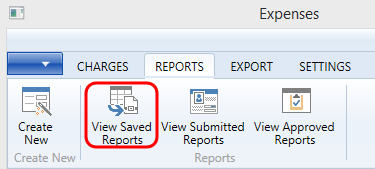 Expenses
CHARGES REPORTS EXPORT SETTINGS
Create View Saved View Submitted View Approved
New Reports Reports Reports
Create New Reports